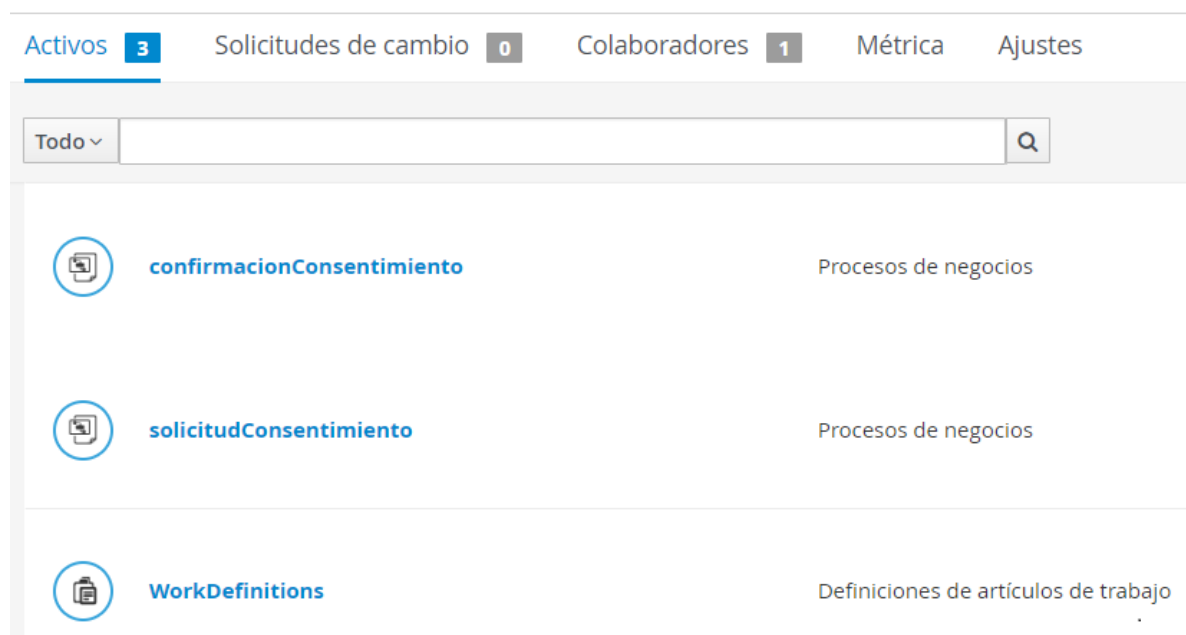 Activos 3 Solicitudes de cambio 0 Colaboradores 1 Métrica Ajustes
Todo
confirmacionConsentimiento Procesos de negocios
solicitudConsentimiento Procesos de negocios
WorkDefinitions Definiciones de artículos de trabajo